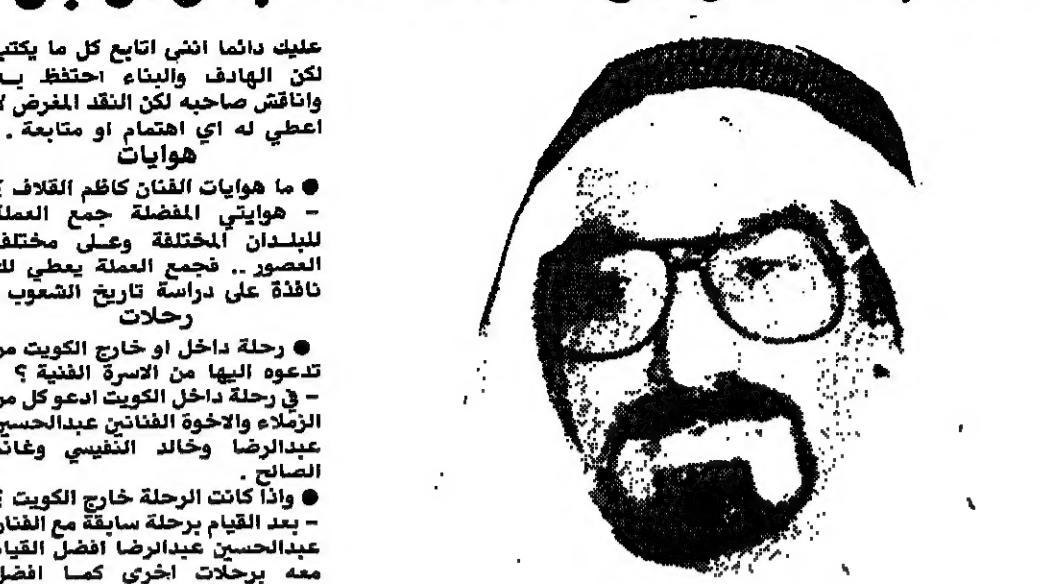 عليك دائما انني اتابع كل ما يكتب
لكن الهادف والبناء احتفظ بـ
واناقش صاحبه لكن النقد المغرض لا
اعطي له اي اهتمام او متابعة .
هوايات
● ما هوايات الفنان كاظم القلاف ؟
– هوايتي المفضلة جمع العملة
للبلدان المختلفة وعلى مختلف
العصور .. فجمع العملة يعطي لك
نافذة على دراسة تاريخ الشعوب
رحلات
● رحلة داخل او خارج الكويت من
تدعوه اليها من الاسرة الفنية ؟
– في رحلة داخل الكويت ادعو كل من
الزملاء والاخوة الفنانين عبدالحسين
عبدالرضا وخالد النفيسي وغانم
الصالح .
● واذا كانت الرحلة خارج الكويت ؟
– بعد القيام برحلة سابقة مع الفنان
عبدالحسين عبدالرضا افضل القيام
معه برحلات اخرى كما افضل